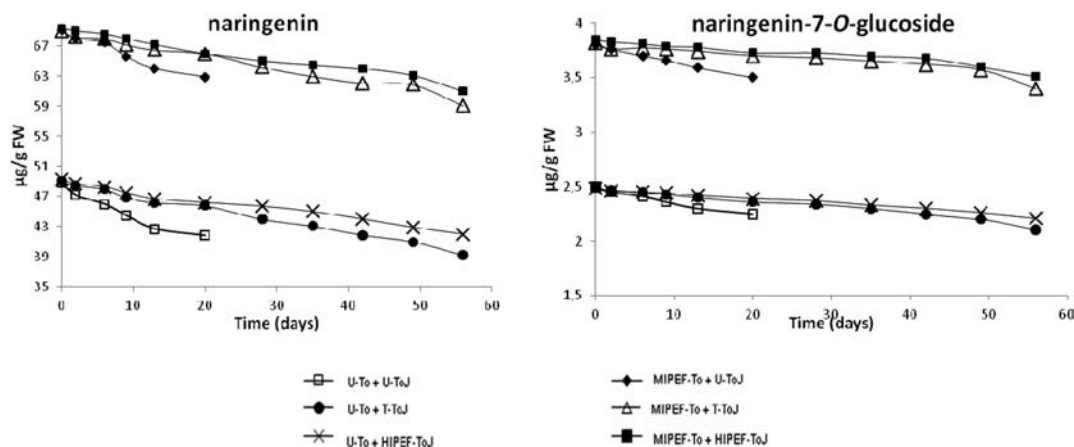 naringenin
μg/g FW
67
63
59
55
51
47
43
39
35
0 10 20 30 40 50 60
Time (days)
naringenin-7-O-glucoside
μg/g FW
4
3.5
3
2,5
2
1.5
0 10 20 30 40 50 60
Time (days)
U-To + U-ToJ
U-To + T-ToJ
U-To + HIPEF-ToJ
MIPEF-To + U-ToJ
MIPEF-To + T-ToJ
MIPEF-To + HIPEF-ToJ